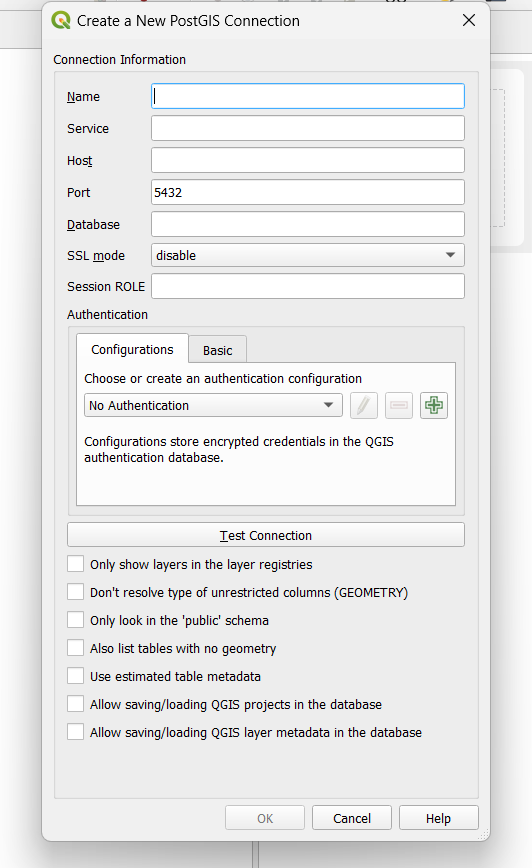 Create a New PostGIS Connection
Connection Information
Name
Service
Host
Port 5432
Database
SSL mode disable
Session ROLE
Authentication
Configurations Basic
Choose or create an authentication configuration
No Authentication
Configurations store encrypted credentials in the QGIS
authentication database.
Test Connection
Only show layers in the layer registries
Don't resolve type of unrestricted columns (GEOMETRY)
Only look in the 'public' schema
Also list tables with no geometry
Use estimated table metadata
Allow saving/loading QGIS projects in the database
Allow saving/loading QGIS layer metadata in the database
OK Cancel Help